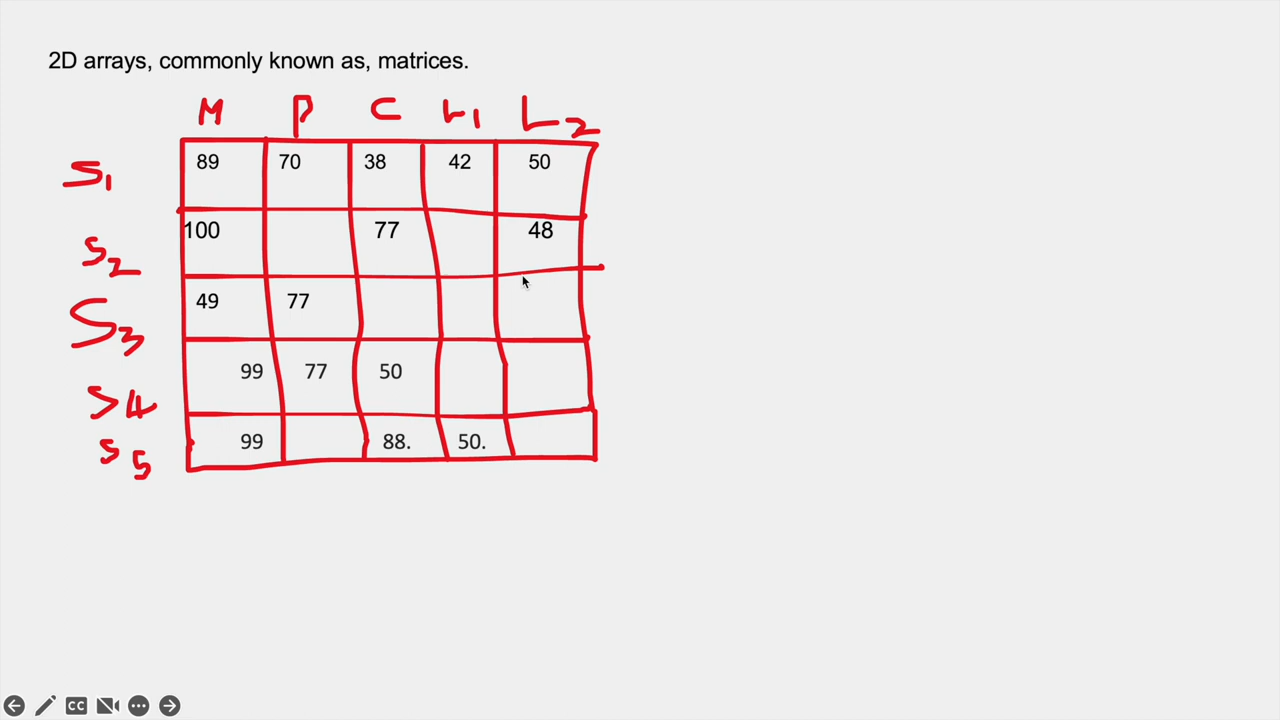 2D arrays, commonly known as, matrices.
M P C L1 L2
S1 89 70 38 42 50
S2 100 77 48
S3 49 77
S4 99 77 50
S5 99 88. 50.
CC